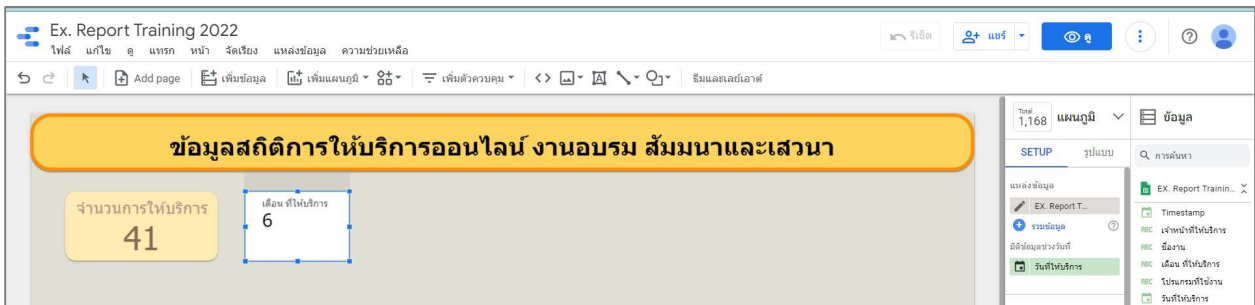 Ex. Report Training 2022
ไฟล์ แก้ไข ดู แทรก หน้า จัดเรียง แหล่งข้อมูล ความช่วยเหลือ
รีเซ็ต แชร์ ดู
Add page เพิ่มข้อมูล เพิ่มแผนภูมิ เพิ่มตัวควบคุม ธีมและเลย์เอาต์
ข้อมูลสถิติการให้บริการออนไลน์ งานอบรม สัมมนาและเสวนา
จำนวนการให้บริการ
41
เดือน ที่ให้บริการ
6
Total
1,168 แผนภูมิ
SETUP รูปแบบ
แหล่งข้อมูล
EX. Report T...
รวมข้อมูล
มิติข้อมูลช่วงวันที่
วันที่ให้บริการ
ข้อมูล
การค้นหา
EX. Report Trainin...
Timestamp
ABC เจ้าหน้าที่ให้บริการ
ABC ชื่องาน
ABC เดือน ที่ให้บริการ
ABC โปรแกรมที่ใช้งาน
วันที่ให้บริการ